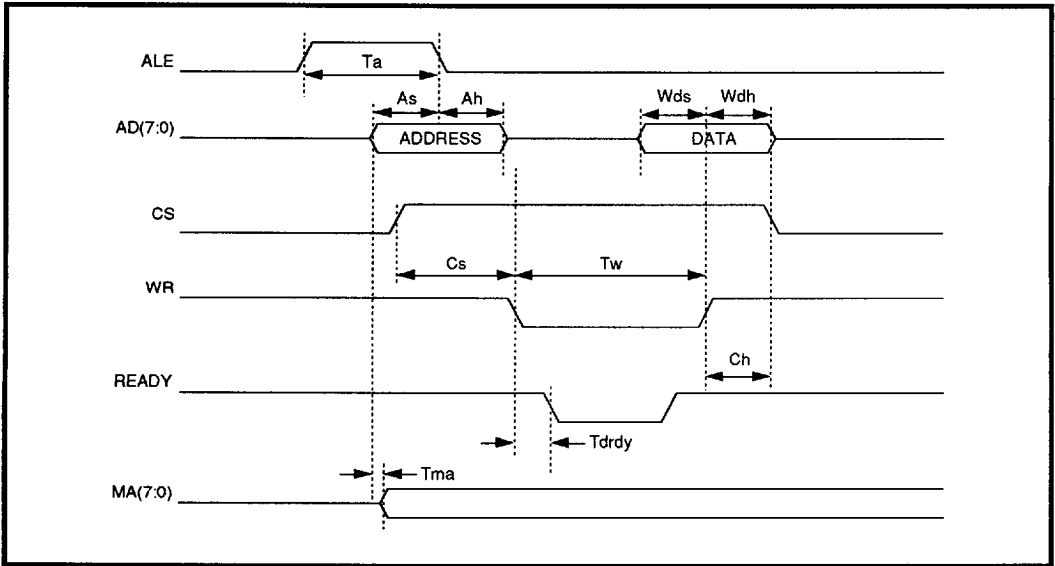 ALE
Ta
As Ah Wds Wdh
AD(7:0)
ADDRESS DATA
CS
Cs Tw
WR
Ch
READY
Tdrdy
Tma
MA(7:0)